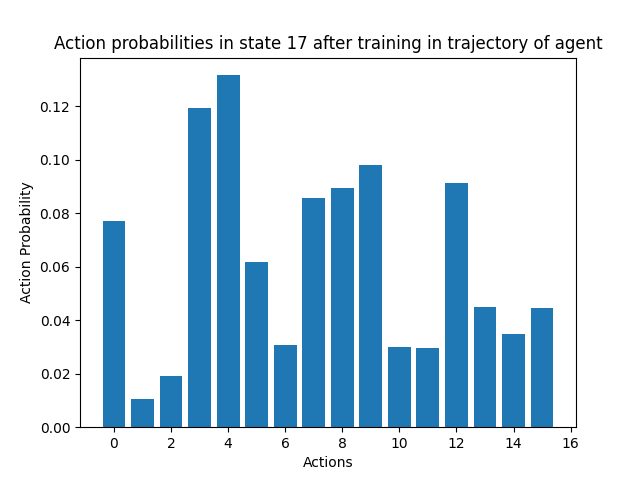 Action probabilities in state 17 after training in trajectory of agent
0.12
0.10
0.08
0.06
0.04
0.02
0.00
Action Probability
0 2 4 6 8 10 12 14 16
Actions